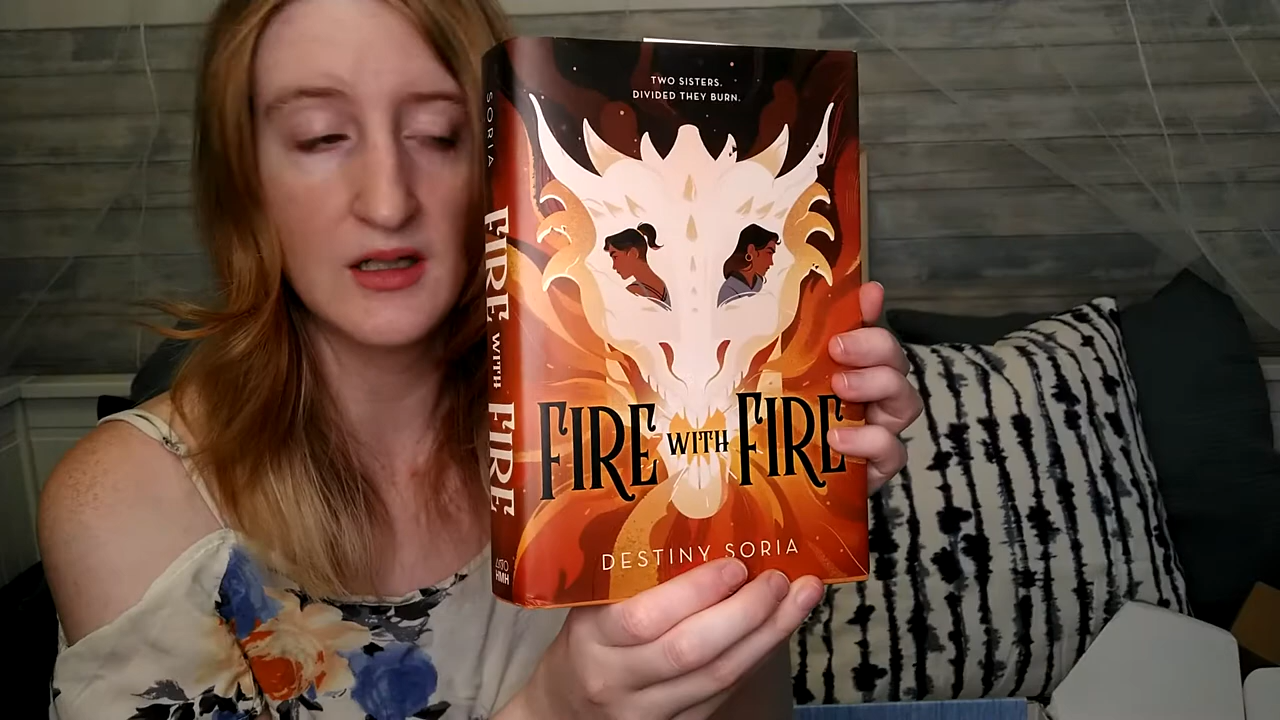 TWO SISTERS.
DIVIDED THEY BURN.
FIRE WITH FIRE
DESTINY SORIA
SORIA
FIRE WITH FIRE
HMH